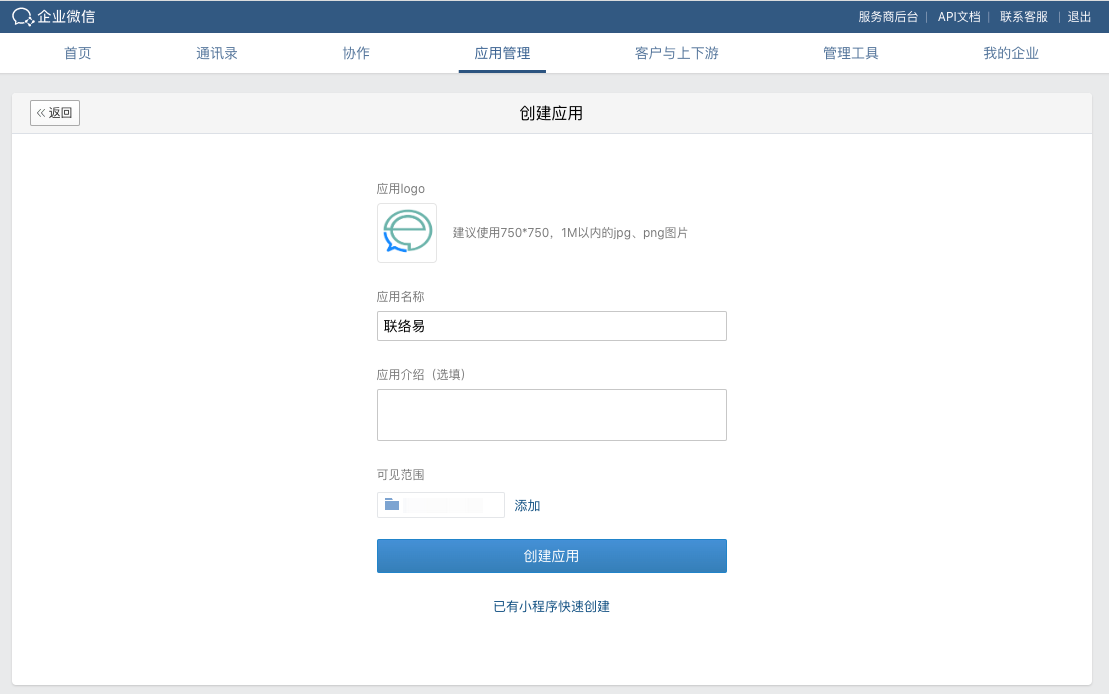 企业微信 服务商后台 | API文档 | 联系客服 | 退出
首页 通讯录 协作 应用管理 客户与上下游 管理工具 我的企业
« 返回 创建应用
应用logo
建议使用750*750，1M以内的jpg、png图片
应用名称
联络易
应用介绍（选填）
可见范围
添加
创建应用
已有小程序快速创建